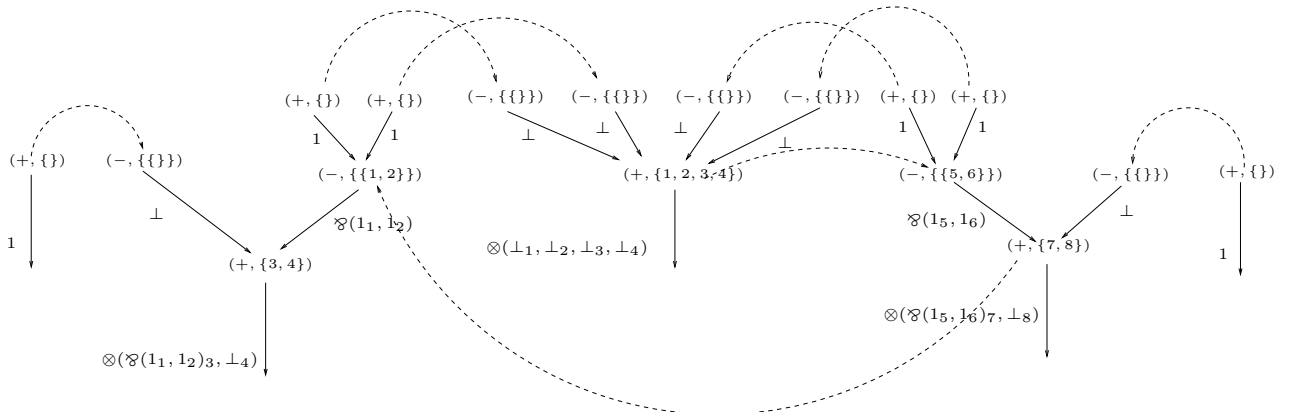 (+, {}) (+, {}) (−, {{}}) (−, {{}}) (−, {{}}) (−, {{}}) (+, {}) (+, {})
1 1 ⊥ ⊥ ⊥ ⊥ 1 1
(+, {}) (−, {{}}) (−, {{1, 2}}) (+, {1, 2, 3, 4}) (−, {{5, 6}}) (−, {{}}) (+, {})
⊥ ⅋(1₁, 1₂) ⅋(1₅, 1₆) ⊥
1 ⊗(⊥₁, ⊥₂, ⊥₃, ⊥₄) (+, {7, 8}) 1
(+, {3, 4})
⊗(⅋(1₅, 1₆)₇, ⊥₈)
⊗(⅋(1₁, 1₂)₃, ⊥₄)